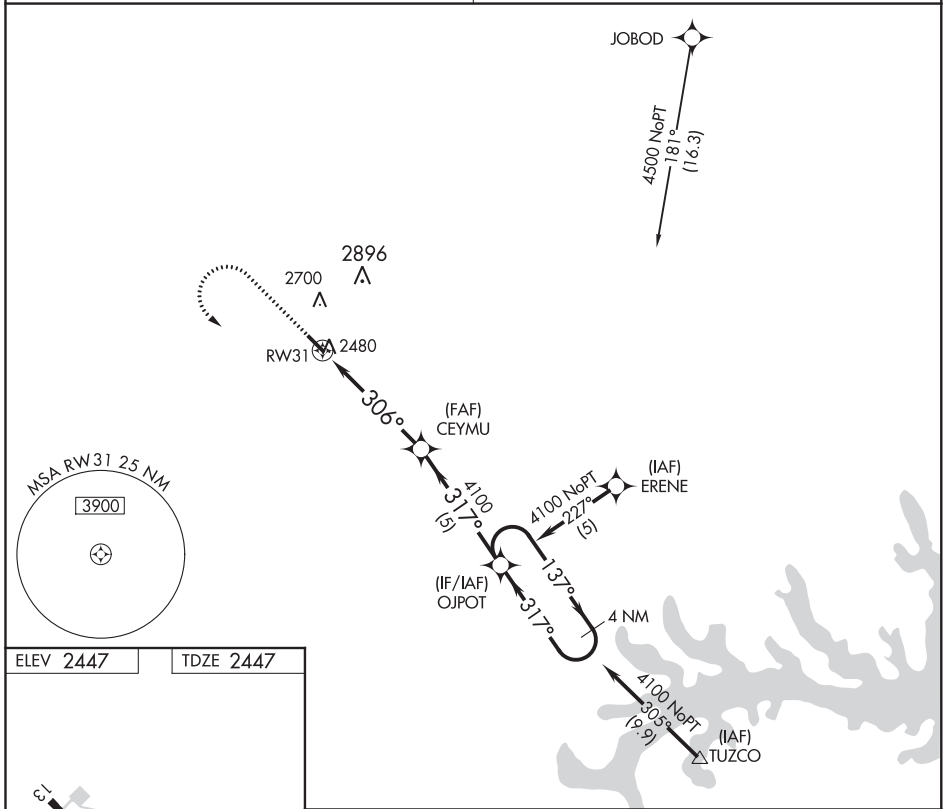 JOBOD
4500 NoPT
181°
(16.3)
2896
2700
2480
RW31
306°
(FAF)
CEYMU
4100
317°
(5)
(IAF)
ERENE
4100 NoPT
227°
(5)
(IF/IAF)
OJPOT
137°
317°
4 NM
4100 NoPT
305°
(9.9)
(IAF)
TUZCO
MSA RW31 25 NM
3900
ELEV 2447
TDZE 2447
13